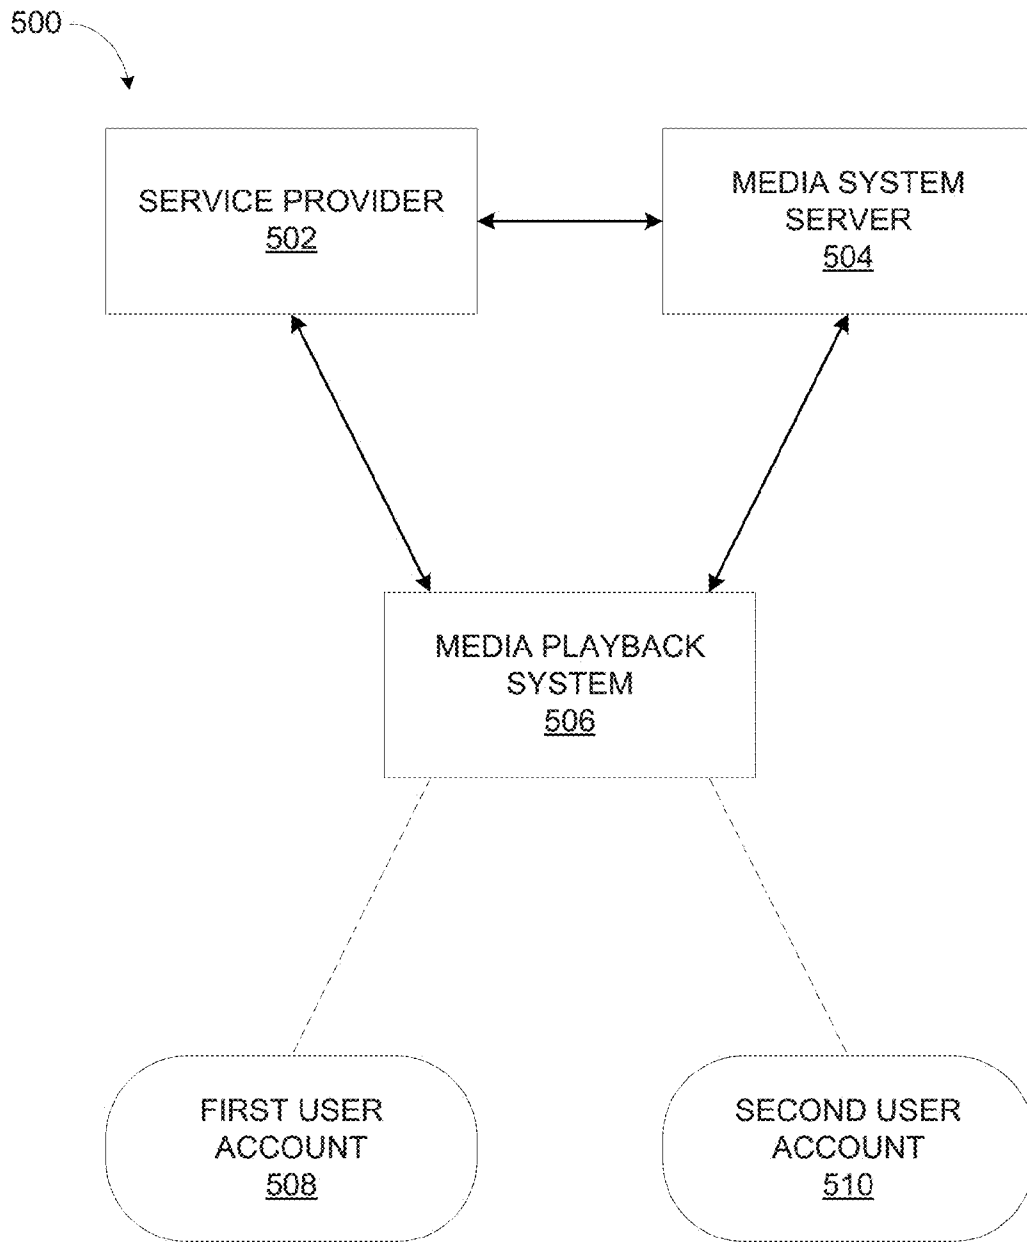 500
SERVICE PROVIDER
502
MEDIA SYSTEM
SERVER
504
MEDIA PLAYBACK
SYSTEM
506
FIRST USER
ACCOUNT
508
SECOND USER
ACCOUNT
510